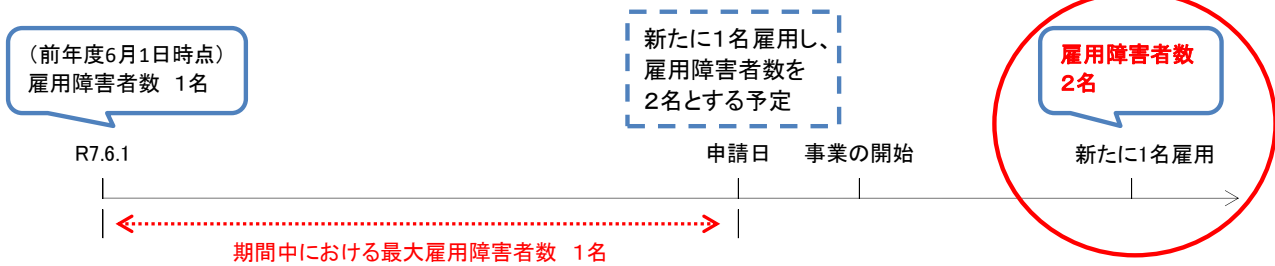 （前年度6月1日時点）
雇用障害者数　1名
新たに１名雇用し、
雇用障害者数を
２名とする予定
雇用障害者数
２名
R7.6.1
申請日
事業の開始
新たに1名雇用
期間中における最大雇用障害者数　１名